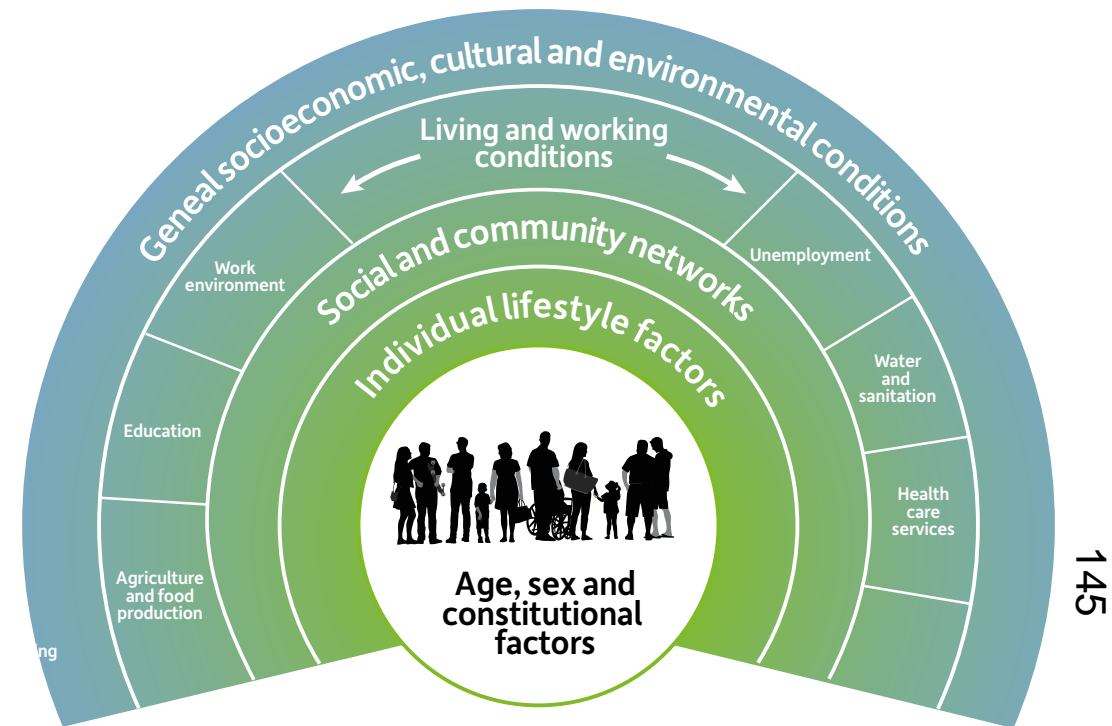 Geneal socioeconomic, cultural and environmental conditions
Living and working
conditions
Social and community networks
Individual lifestyle factors
Work
environment
Education
Agriculture
and food
production
Unemployment
Water
and
sanitation
Health
care
services
Age, sex and
constitutional
factors
ng
145